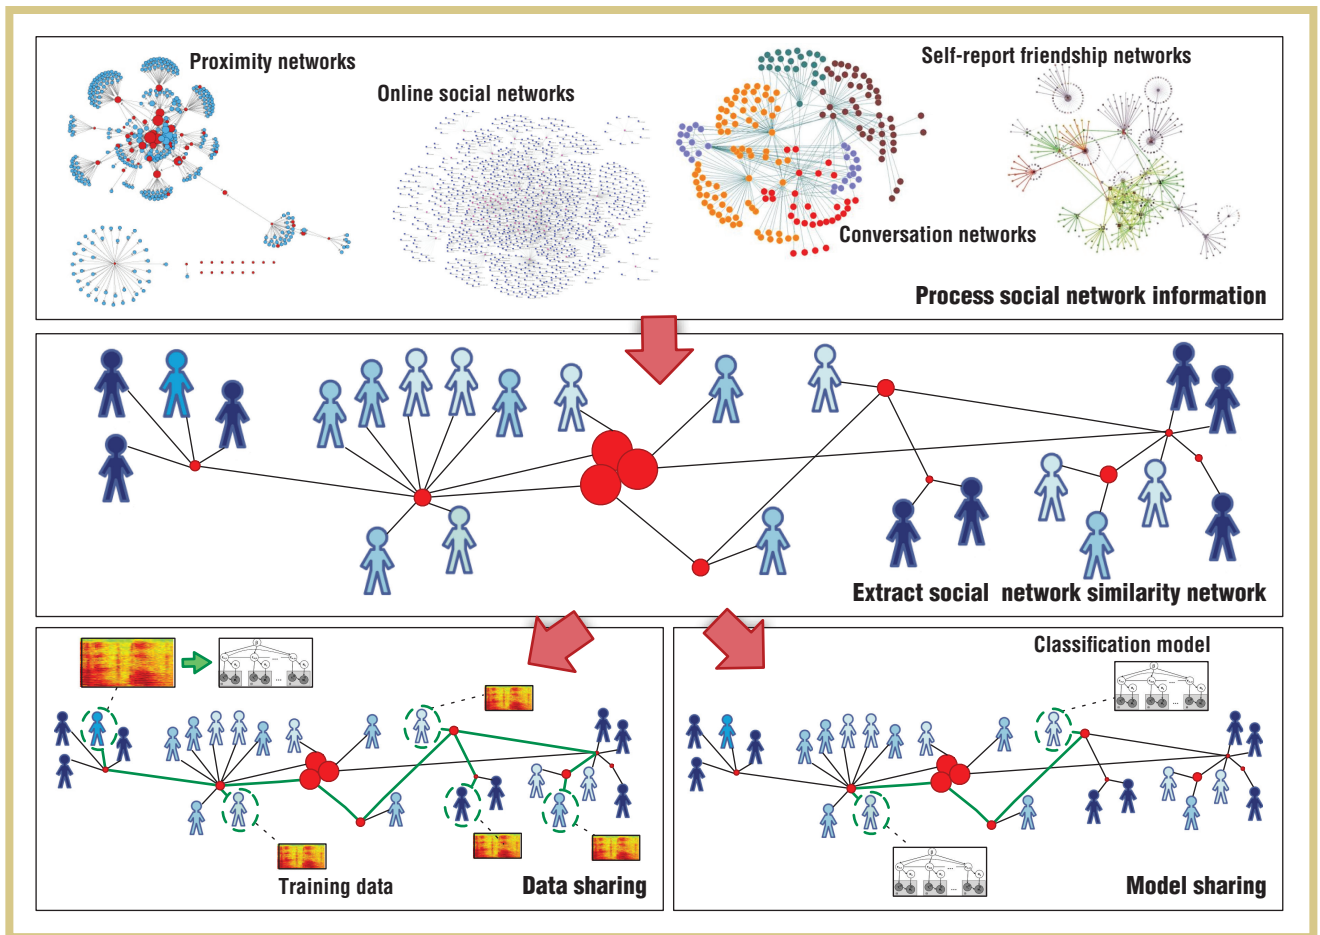 Proximity networks
Online social networks
Self-report friendship networks
Conversation networks
Process social network information
Extract social network similarity network
Training data
Data sharing
Classification model
Model sharing